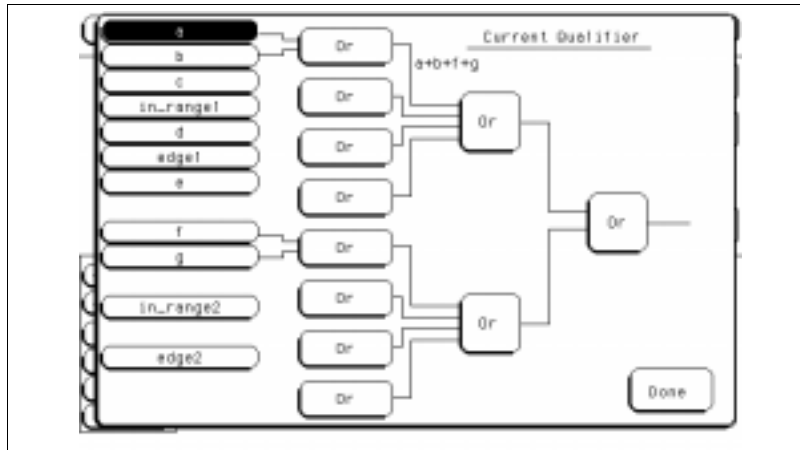 Current Qualifier
a+b+f+g
a
b
c
in_range1
d
edge1
e
f
g
in_range2
edge2
Or
Or
Or
Or
Or
Or
Or
Or
Or
Or
Or
Done